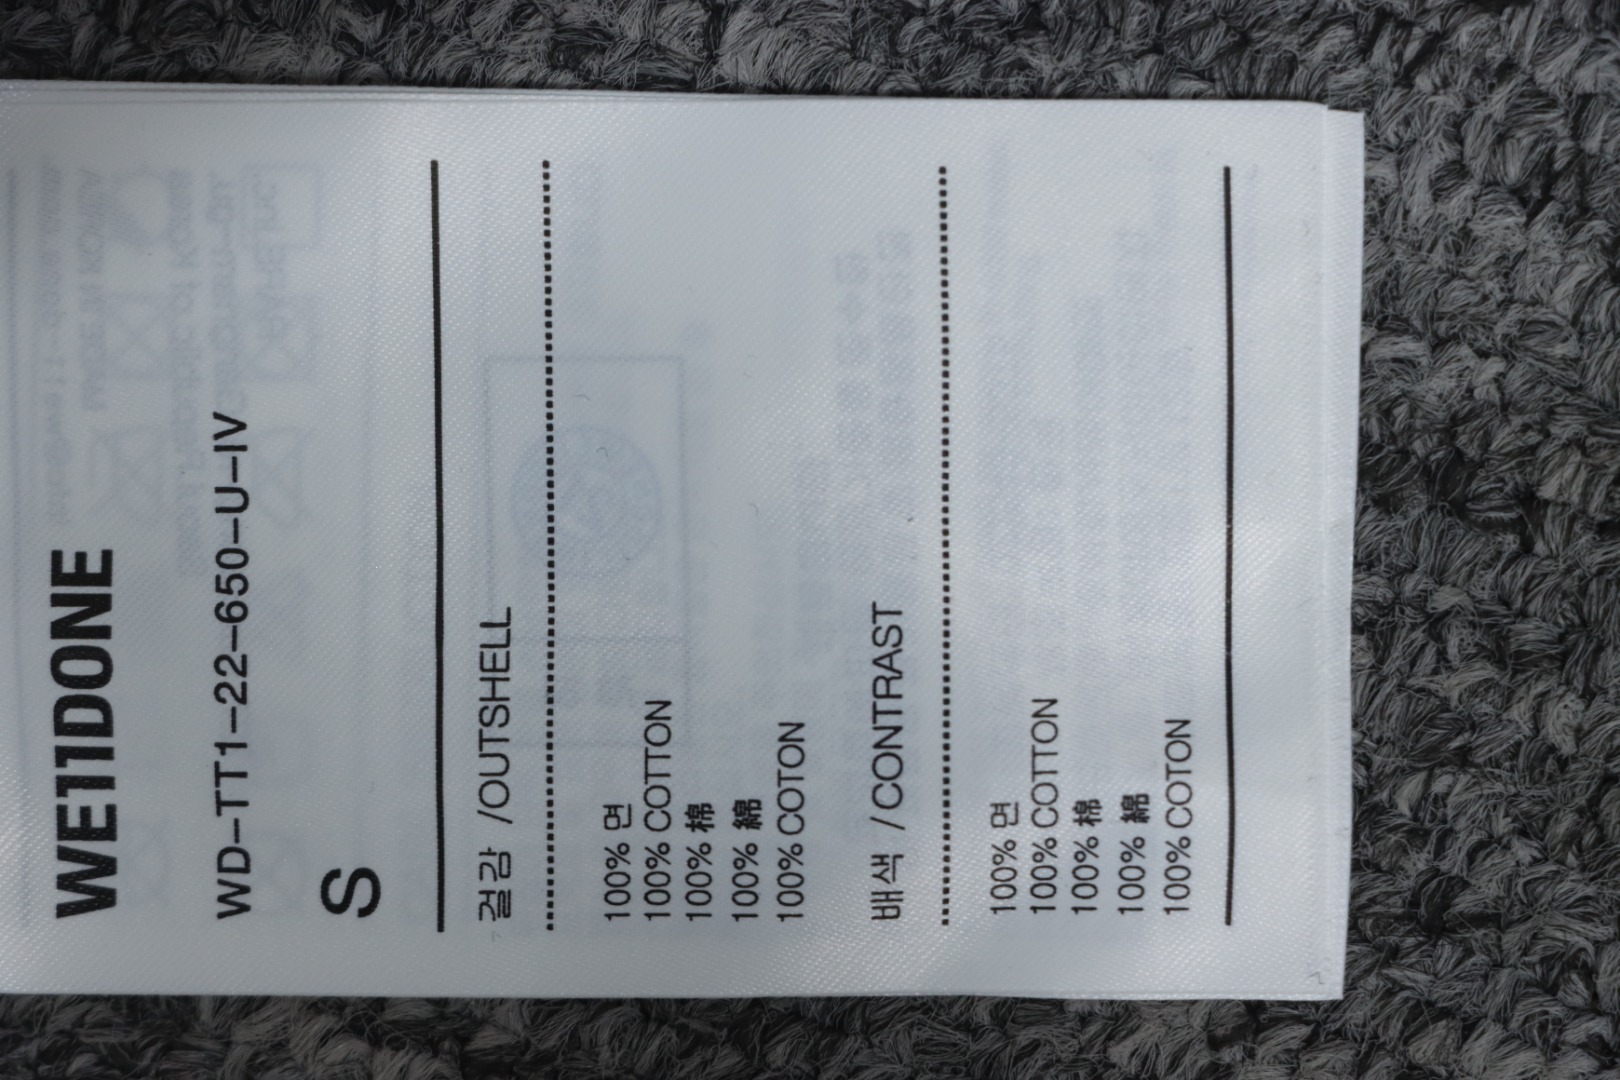 WE11DONE
WD-TT1-22-650-U-IV
S
겉감 /OUTSHELL
100% 면
100% COTTON
100% 棉
100% 綿
100% COTON
배색 / CONTRAST
100% 면
100% COTTON
100% 棉
100% 綿
100% COTON